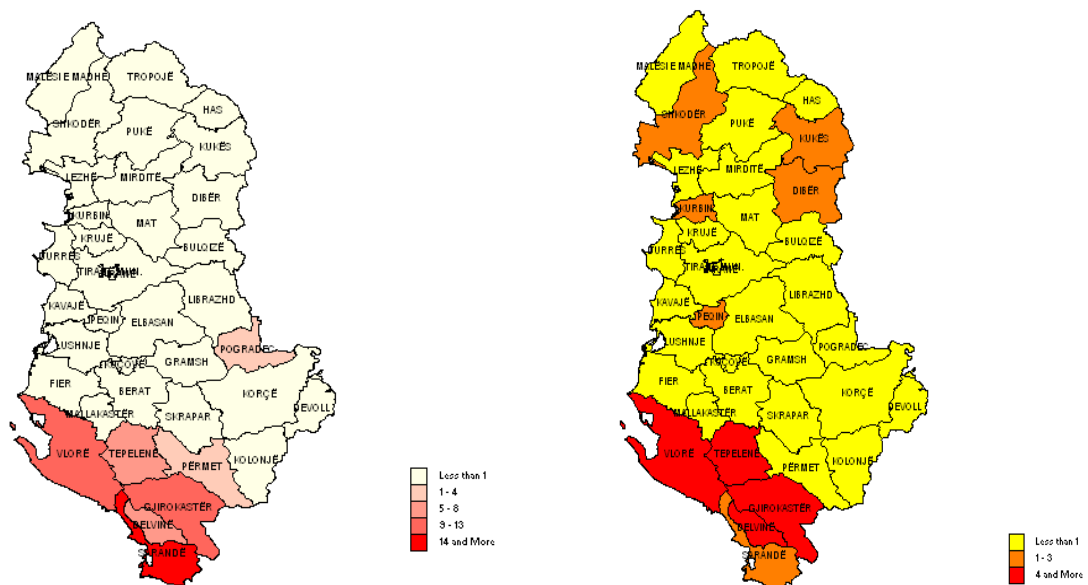 MALËSI E MADHE
TROPOJË
HAS
SHKODËR
PUKË
KUKËS
LEZHË
MIRDITË
DIBËR
KURBIN
MAT
KRUJË
BULQIZË
DURRËS
KAVAJË
LIBRAZHD
PEQIN
ELBASAN
LUSHNJE
POGRADEC
GRAMSH
FIER
BERAT
KORÇË
DEVOLL
MALLAKASTËR
SKRAPAR
VLORË
TEPELENË
PËRMET
KOLONJË
GJIROKASTËR
DELVINË
SARANDË
Less than 1
1 - 4
5 - 8
9 - 13
14 and More
MALËSI E MADHE
TROPOJË
HAS
SHKODËR
PUKË
KUKËS
LEZHË
MIRDITË
DIBËR
KURBIN
MAT
KRUJË
BULQIZË
DURRËS
KAVAJË
LIBRAZHD
PEQIN
ELBASAN
LUSHNJE
POGRADEC
GRAMSH
FIER
BERAT
KORÇË
DEVOLL
MALLAKASTËR
SKRAPAR
VLORË
TEPELENË
PËRMET
KOLONJË
GJIROKASTËR
DELVINË
SARANDË
Less than 1
1 - 3
4 and More